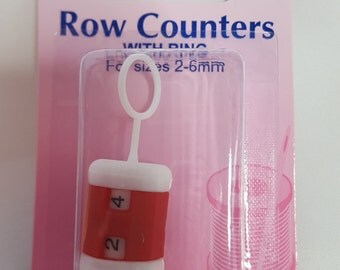 Row Counters
WITH RING
For sizes 2-6mm
4
2